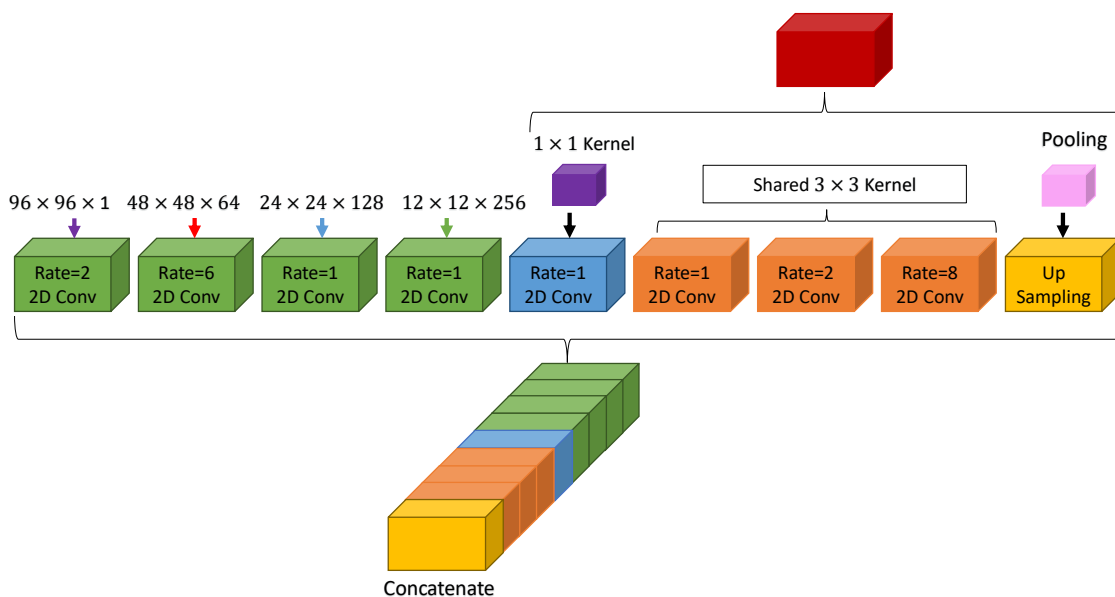 1 × 1 Kernel
Pooling
Shared 3 × 3 Kernel
96 × 96 × 1
48 × 48 × 64
24 × 24 × 128
12 × 12 × 256
Rate=2
2D Conv
Rate=6
2D Conv
Rate=1
2D Conv
Rate=1
2D Conv
Rate=1
2D Conv
Rate=1
2D Conv
Rate=2
2D Conv
Rate=8
2D Conv
Up
Sampling
Concatenate